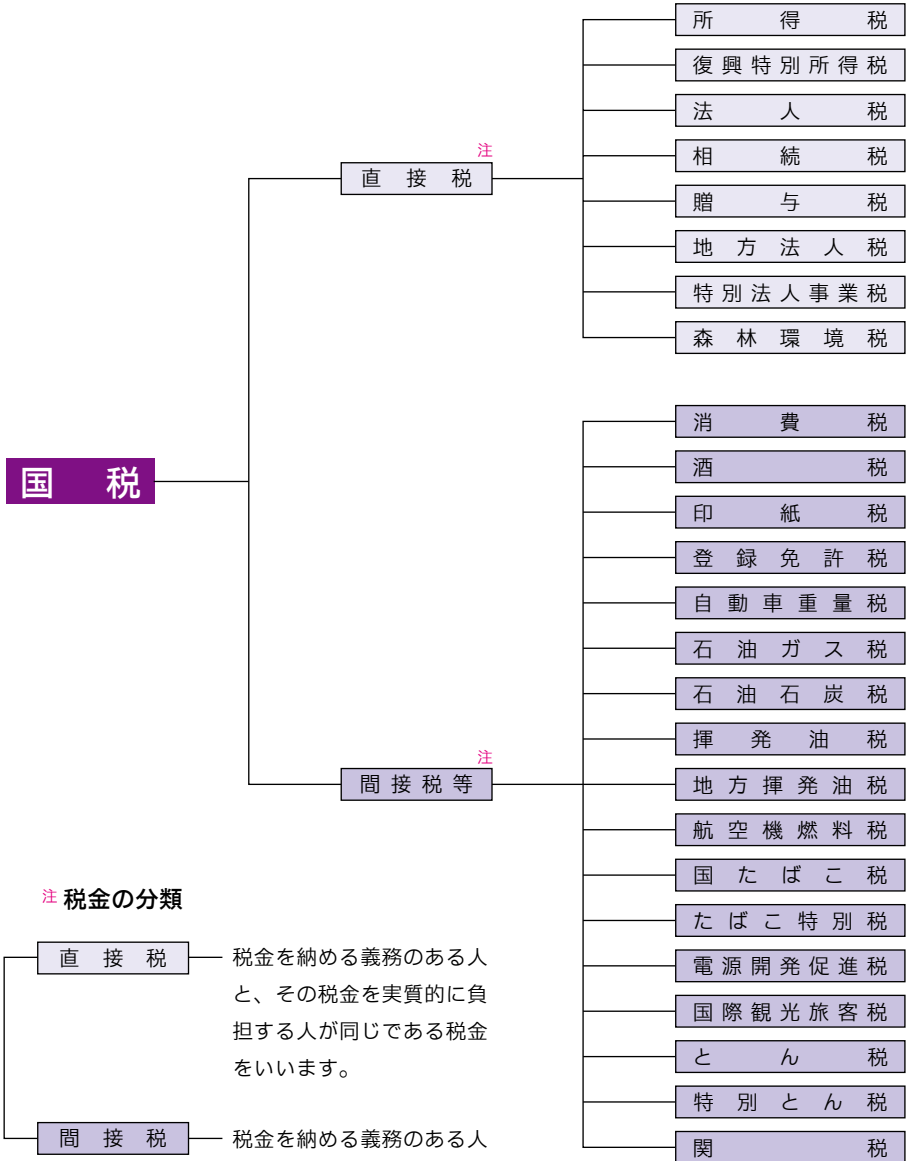 国税
直接税
注
所得税
復興特別所得税
法人税
相続税
贈与税
地方法人税
特別法人事業税
森林環境税
間接税等
注
消費税
酒税
印紙税
登録免許税
自動車重量税
石油ガス税
石油石炭税
揮発油税
地方揮発油税
航空機燃料税
国たばこ税
たばこ特別税
電源開発促進税
国際観光旅客税
とん税
特別とん税
関税
注 税金の分類
直接税
税金を納める義務のある人
と、その税金を実質的に負
担する人が同じである税金
をいいます。
間接税
税金を納める義務のある人